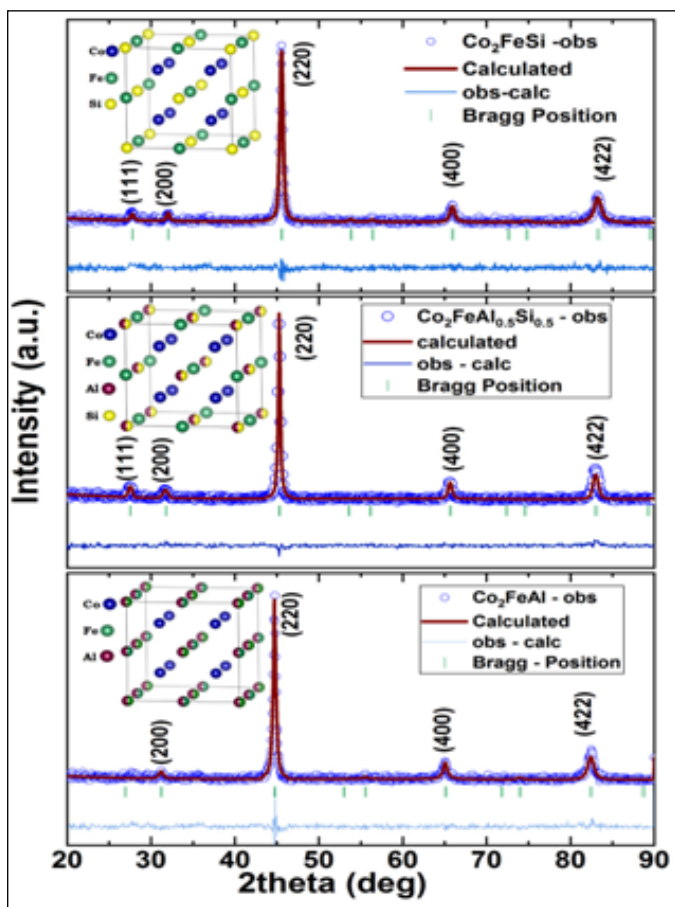 Intensity (a.u.)
Co
Fe
Si
Co₂FeSi -obs
Calculated
obs-calc
Bragg Position
(111)
(200)
(220)
(400)
(422)
Co
Fe
Al
Si
Co₂FeAl₀.₅Si₀.₅ - obs
calculated
obs - calc
Bragg Position
(111)
(200)
(220)
(400)
(422)
Co
Fe
Al
Co₂FeAl - obs
Calculated
obs - calc
Bragg - Position
(200)
(220)
(400)
(422)
20 30 40 50 60 70 80 90
2theta (deg)